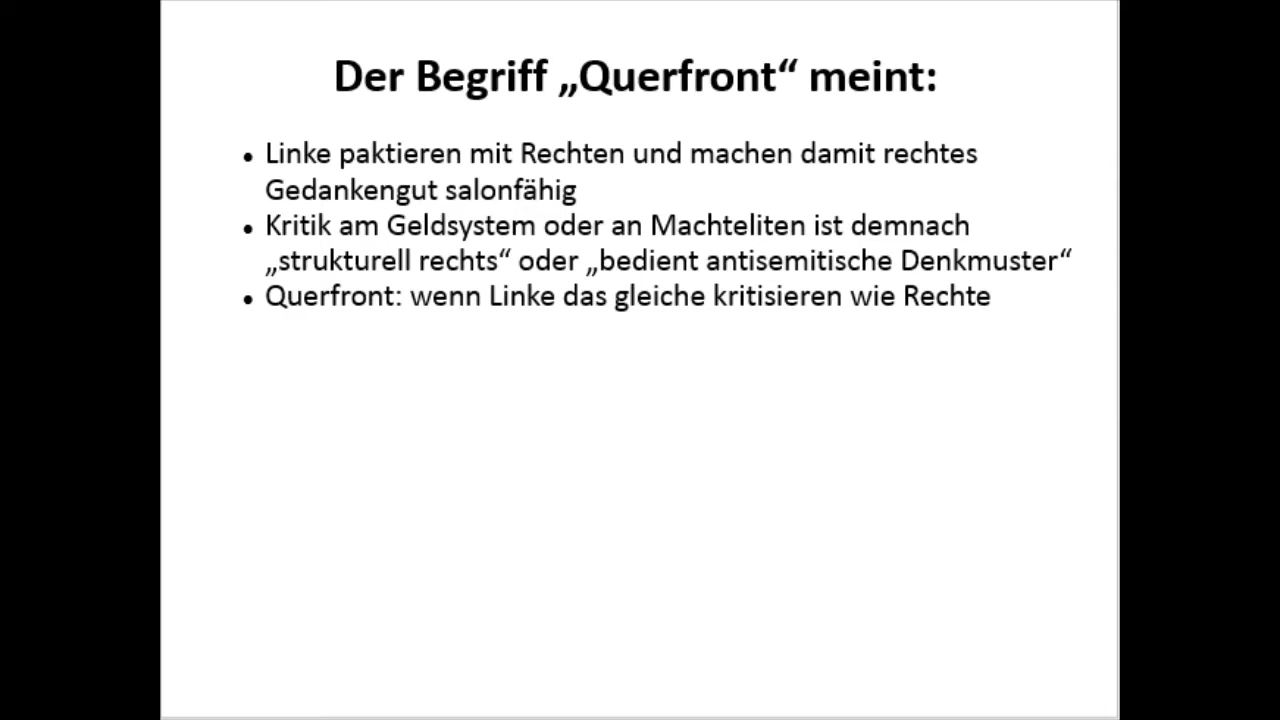 Der Begriff „Querfront“ meint:
• Linke paktieren mit Rechten und machen damit rechtes
Gedankengut salonfähig
• Kritik am Geldsystem oder an Machteliten ist demnach
„strukturell rechts“ oder „bedient antisemitische Denkmuster“
• Querfront: wenn Linke das gleiche kritisieren wie Rechte